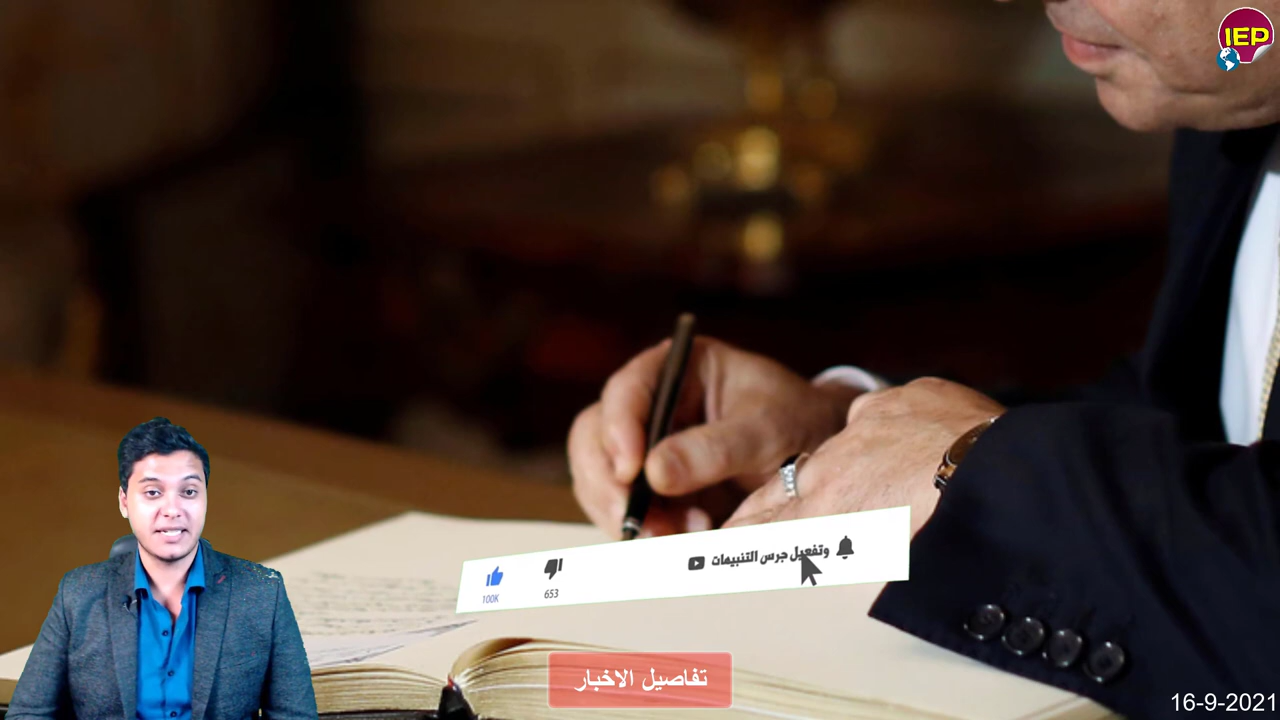 IEP
وتفعيل جرس التنبيهات
100K
653
تفاصيل الاخبار
16-9-2021